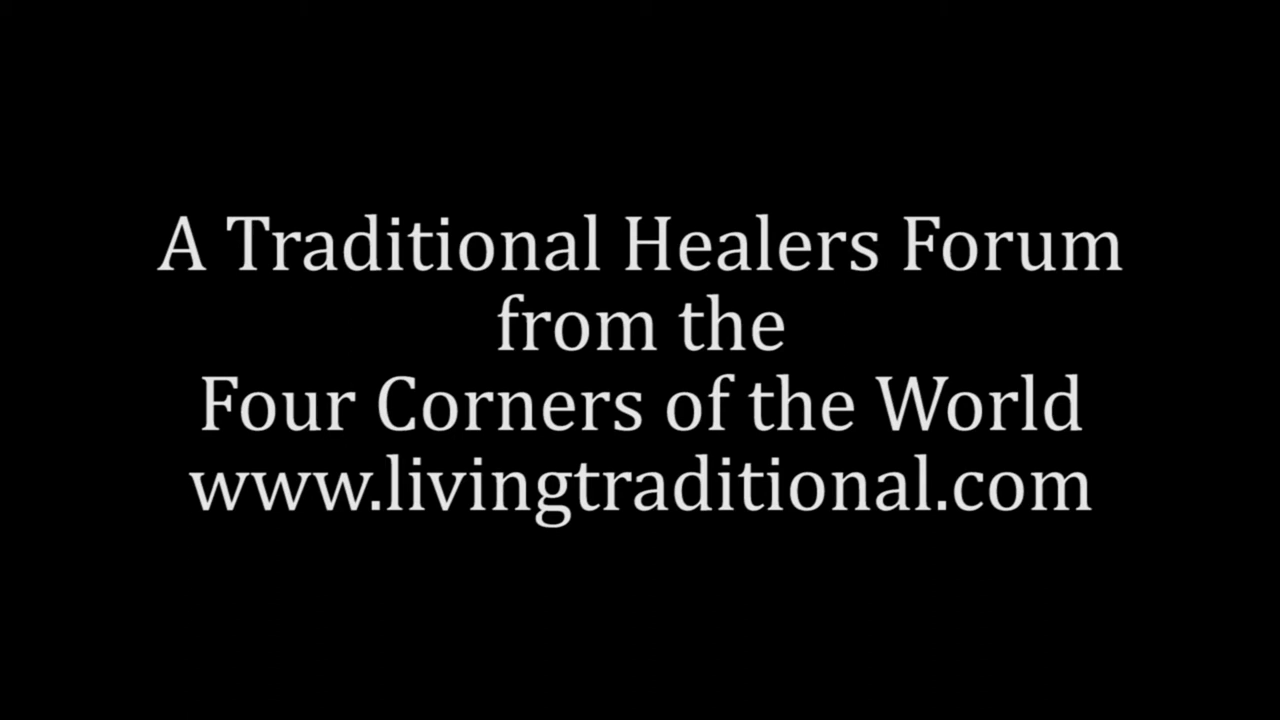 A Traditional Healers Forum
from the
Four Corners of the World
www.livingtraditional.com